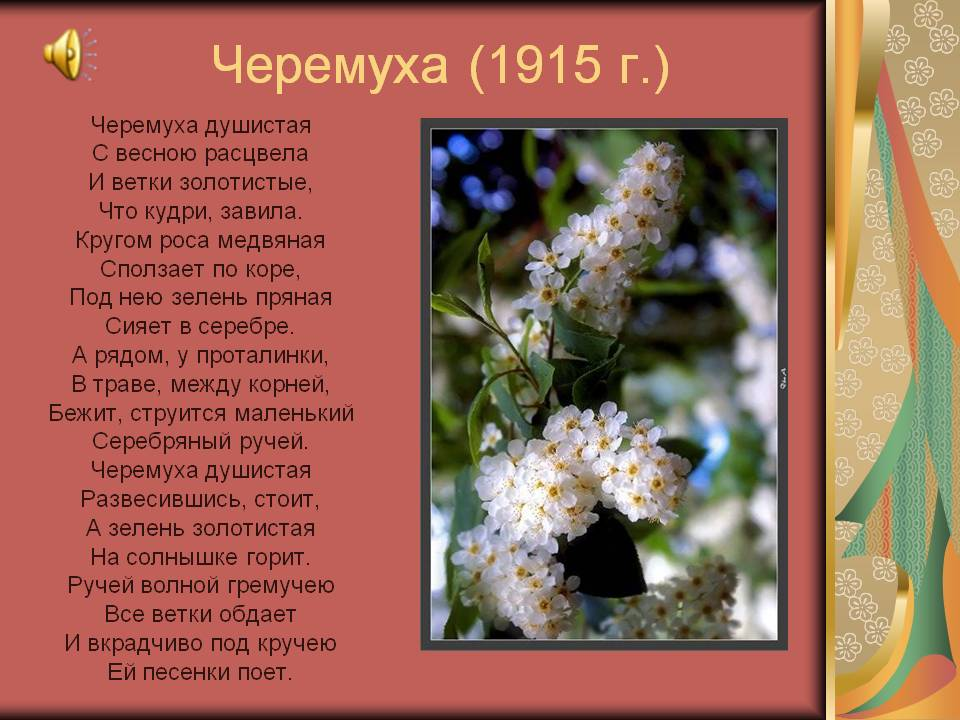 Черемуха (1915 г.)
Черемуха душистая
С весною расцвела
И ветки золотистые,
Что кудри, завила.
Кругом роса медвяная
Сползает по коре,
Под нею зелень пряная
Сияет в серебре.
А рядом, у проталинки,
В траве, между корней,
Бежит, струится маленький
Серебряный ручей.
Черемуха душистая
Развесившись, стоит,
А зелень золотистая
На солнышке горит.
Ручей волной гремучею
Все ветки обдает
И вкрадчиво под кручею
Ей песенки поет.